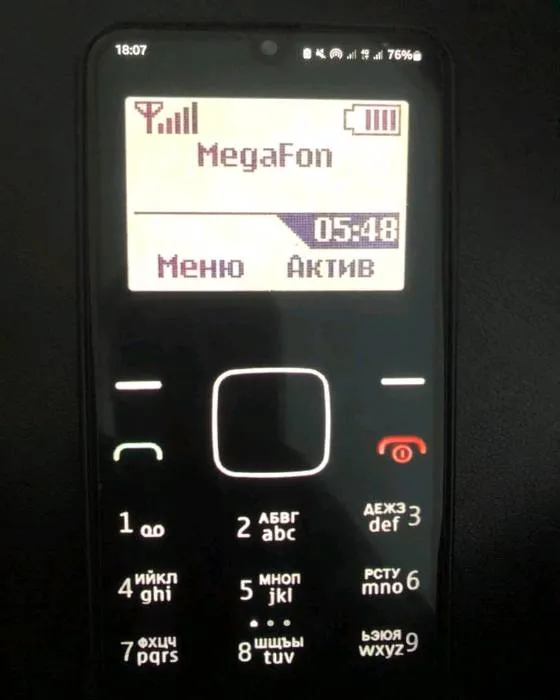 18:07 4G 76%
MegaFon
05:48
Меню Актив
1
2 АБВГ abc
ДЕЖЗ def 3
4 ИЙКЛ ghi
5 МНОП jkl
РСТУ mno 6
7 ФХЦЧ pqrs
8 ШЩЪЫ tuv
ЬЭЮЯ wxyz 9